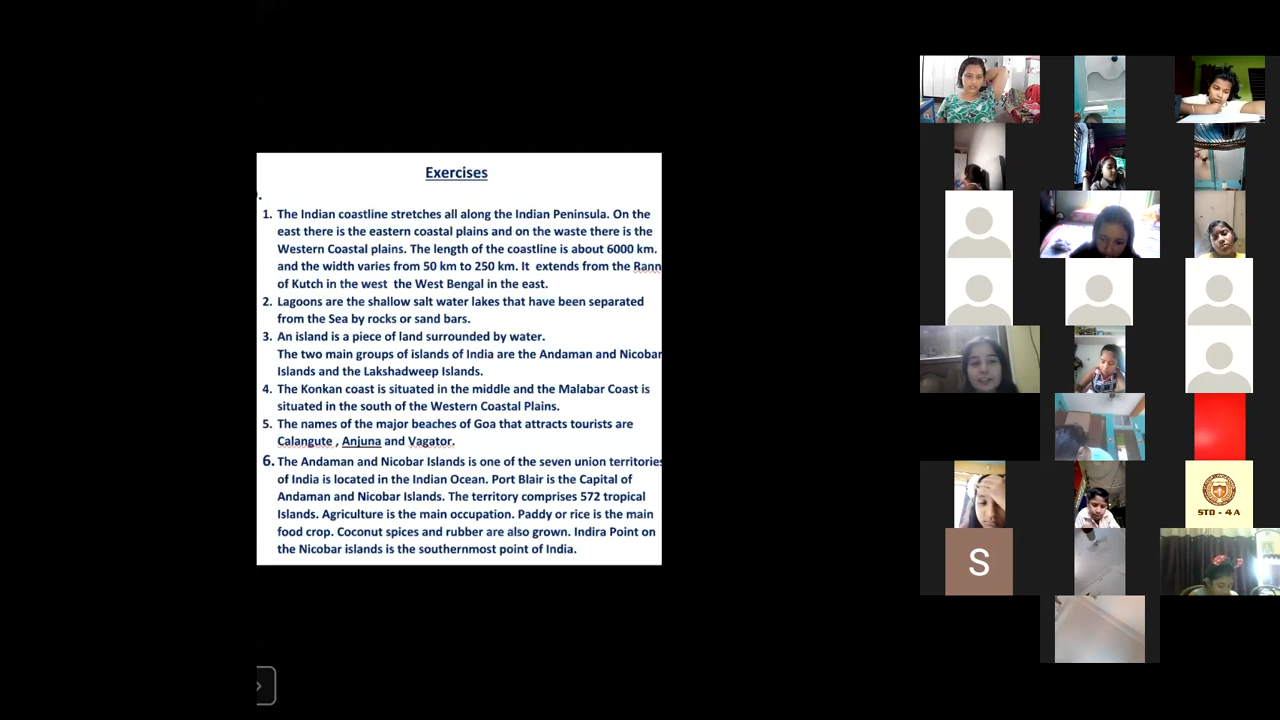 Exercises
1. The Indian coastline stretches all along the Indian Peninsula. On the
east there is the eastern coastal plains and on the waste there is the
Western Coastal plains. The length of the coastline is about 6000 km.
and the width varies from 50 km to 250 km. It extends from the Rann
of Kutch in the west the West Bengal in the east.
2. Lagoons are the shallow salt water lakes that have been separated
from the Sea by rocks or sand bars.
3. An island is a piece of land surrounded by water.
The two main groups of islands of India are the Andaman and Nicobar
Islands and the Lakshadweep Islands.
4. The Konkan coast is situated in the middle and the Malabar Coast is
situated in the south of the Western Coastal Plains.
5. The names of the major beaches of Goa that attracts tourists are
Calangute , Anjuna and Vagator.
6. The Andaman and Nicobar Islands is one of the seven union territories
of India is located in the Indian Ocean. Port Blair is the Capital of
Andaman and Nicobar Islands. The territory comprises 572 tropical
Islands. Agriculture is the main occupation. Paddy or rice is the main
food crop. Coconut spices and rubber are also grown. Indira Point on
the Nicobar islands is the southernmost point of India.
STD - 4A
S